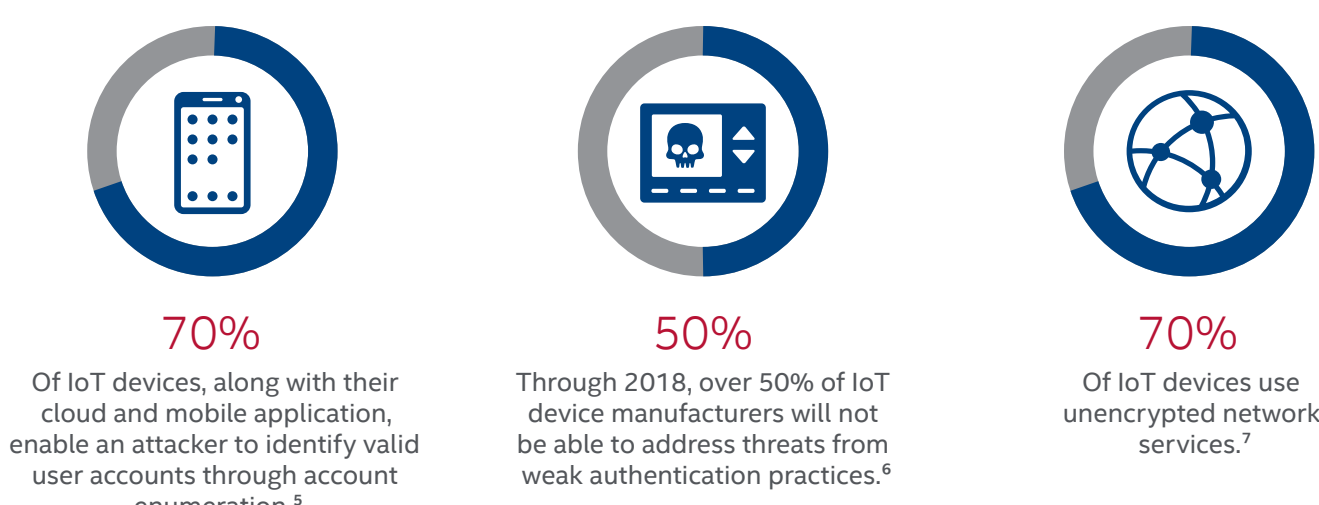 70%
Of IoT devices, along with their
cloud and mobile application,
enable an attacker to identify valid
user accounts through account
enumeration.⁵
50%
Through 2018, over 50% of IoT
device manufacturers will not
be able to address threats from
weak authentication practices.⁶
70%
Of IoT devices use
unencrypted network
services.⁷